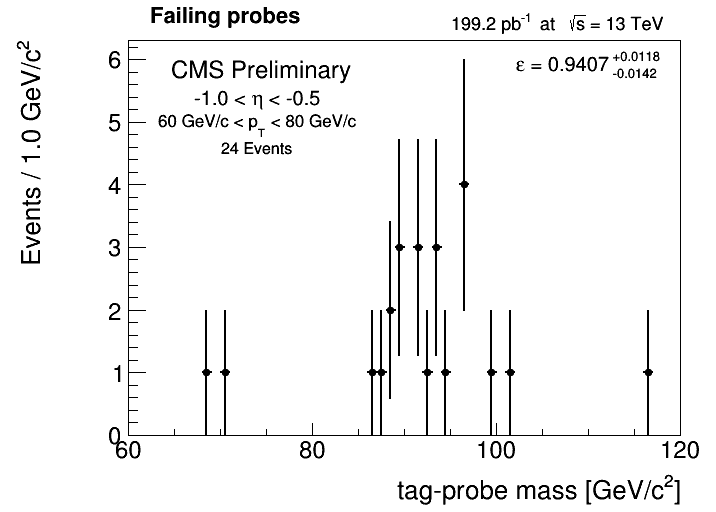 Failing probes
199.2 pb⁻¹ at √s = 13 TeV
CMS Preliminary
-1.0 < η < -0.5
60 GeV/c < p_T < 80 GeV/c
24 Events
ε = 0.9407 +0.0118 -0.0142
Events / 1.0 GeV/c²
6
5
4
3
2
1
0
60 80 100 120
tag-probe mass [GeV/c²]